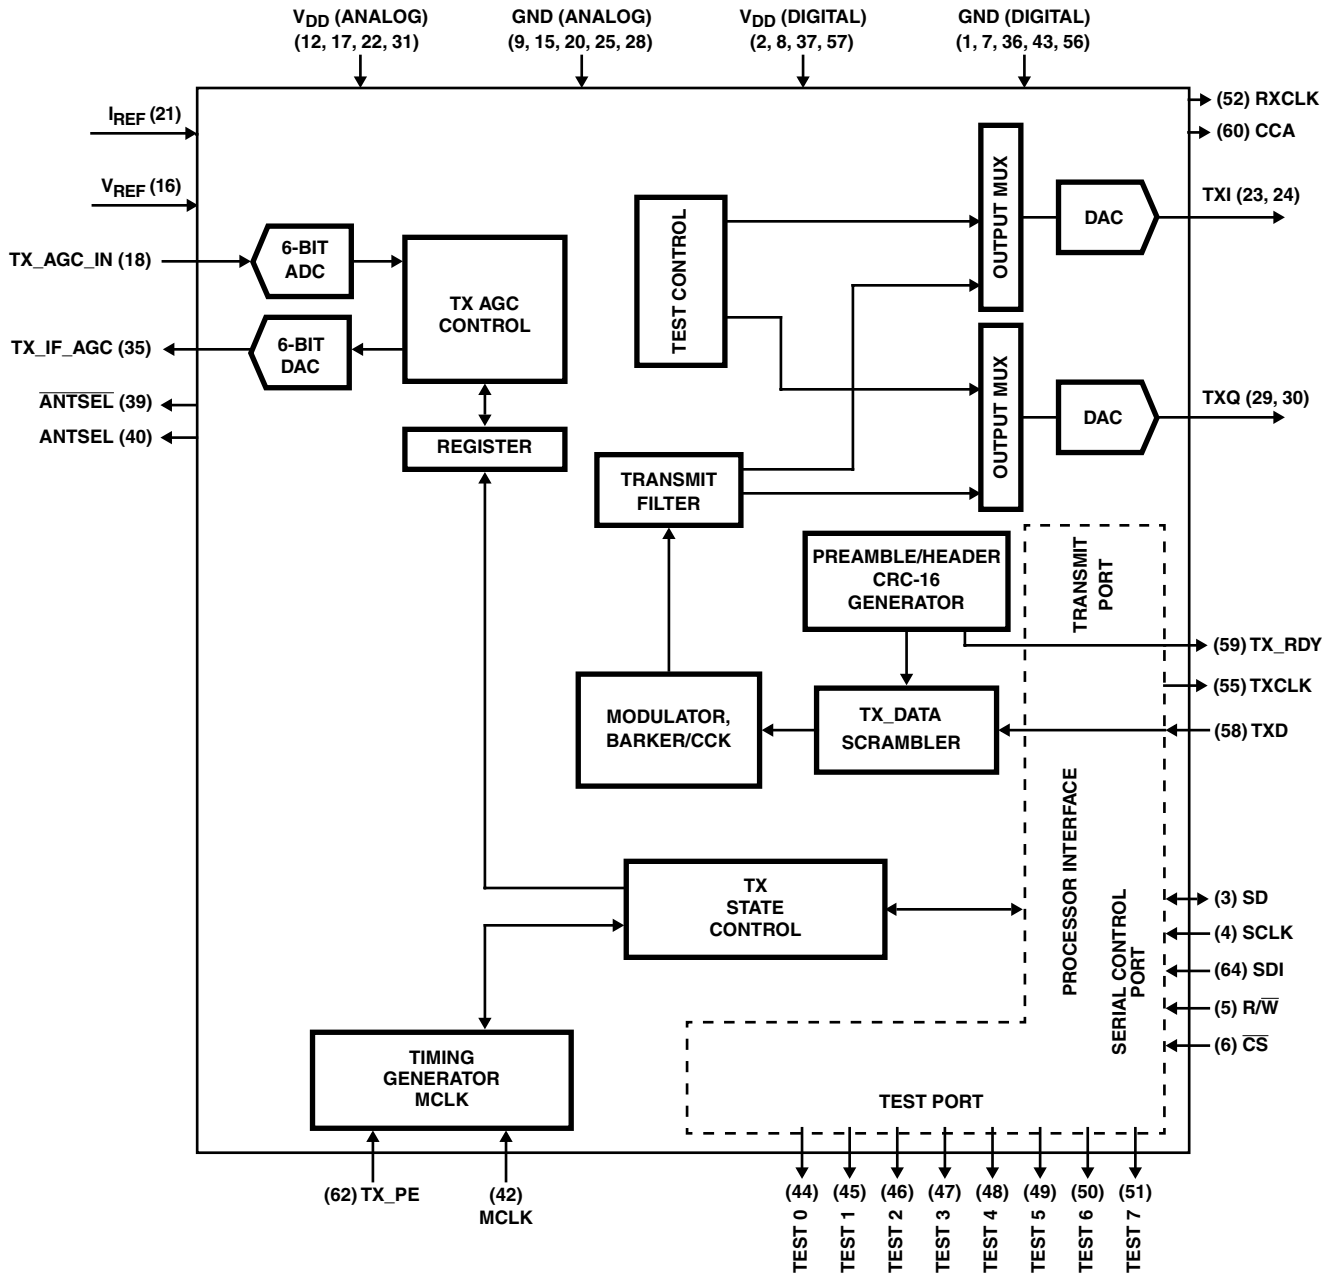 VDD (ANALOG)
(12, 17, 22, 31)
GND (ANALOG)
(9, 15, 20, 25, 28)
VDD (DIGITAL)
(2, 8, 37, 57)
GND (DIGITAL)
(1, 7, 36, 43, 56)
IREF (21)
VREF (16)
TX_AGC_IN (18)
TX_IF_AGC (35)
A̅N̅T̅S̅E̅L̅ (39)
ANTSEL (40)
6-BIT
ADC
6-BIT
DAC
TX AGC
CONTROL
REGISTER
TEST CONTROL
OUTPUT MUX
DAC
OUTPUT MUX
DAC
(52) RXCLK
(60) CCA
TXI (23, 24)
TXQ (29, 30)
TRANSMIT
FILTER
PREAMBLE/HEADER
CRC-16
GENERATOR
TRANSMIT
PORT
(59) TX_RDY
(55) TXCLK
(58) TXD
MODULATOR,
BARKER/CCK
TX_DATA
SCRAMBLER
PROCESSOR INTERFACE
SERIAL CONTROL
PORT
TX
STATE
CONTROL
(3) SD
(4) SCLK
(64) SDI
(5) R/W̅
(6) C̅S̅
TIMING
GENERATOR
MCLK
TEST PORT
(62) TX_PE
(42)
MCLK
(44)
TEST 0
(45)
TEST 1
(46)
TEST 2
(47)
TEST 3
(48)
TEST 4
(49)
TEST 5
(50)
TEST 6
(51)
TEST 7